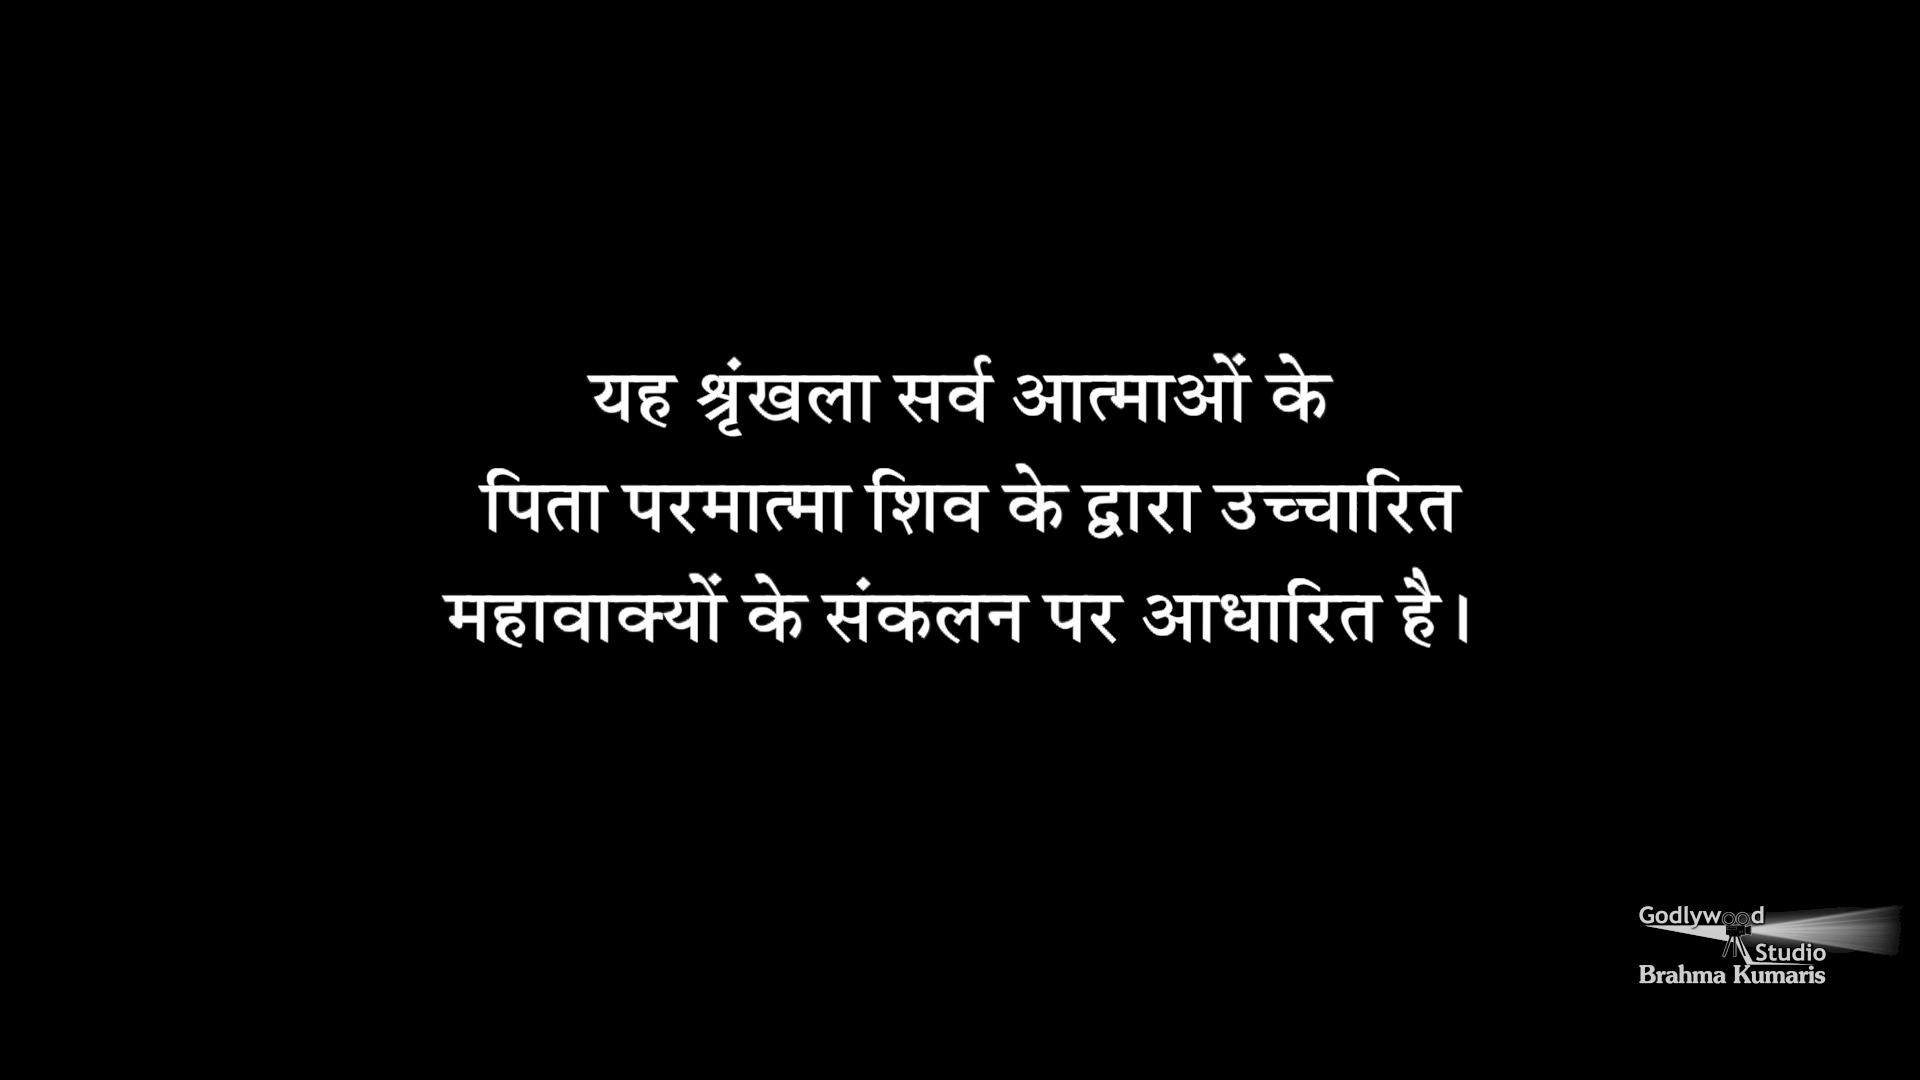 यह श्रृंखला सर्व आत्माओं के
पिता परमात्मा शिव के द्वारा उच्चारित
महावाक्यों के संकलन पर आधारित है।
Godlywood
Studio
Brahma Kumaris